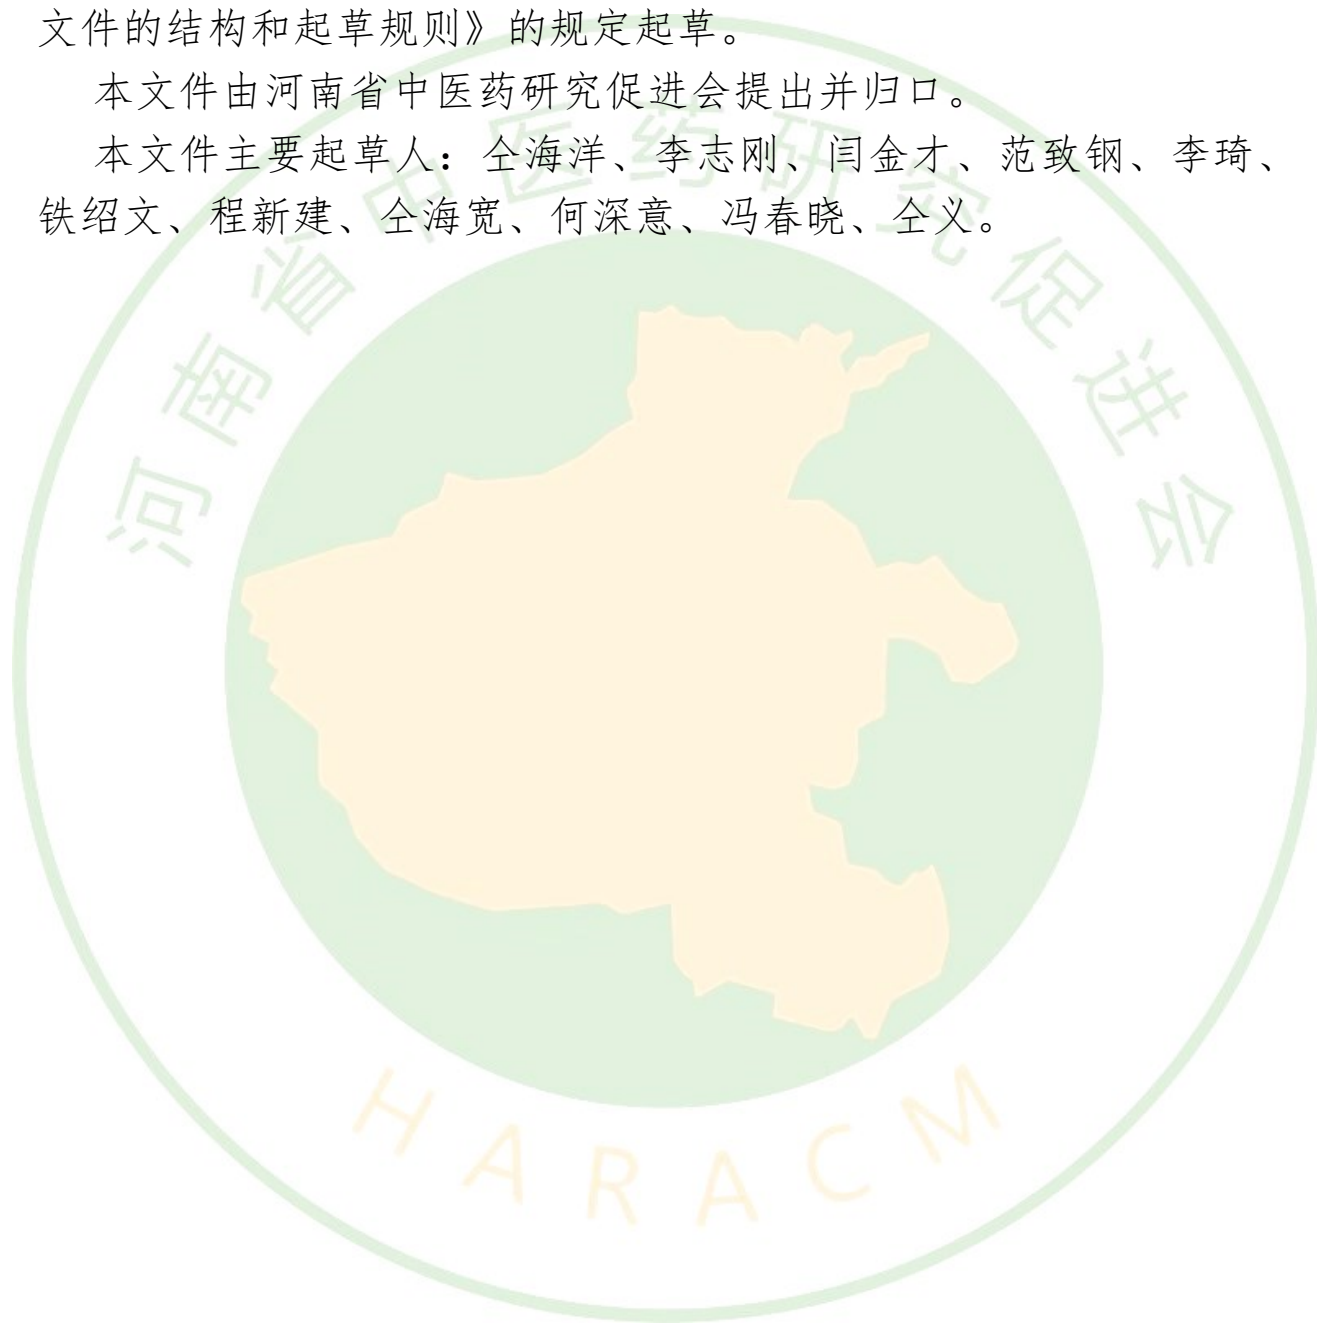 文件的结构和起草规则》的规定起草。
本文件由河南省中医药研究促进会提出并归口。
本文件主要起草人：仝海洋、李志刚、闫金才、范致钢、李琦、
铁绍文、程新建、仝海宽、何深意、冯春晓、仝义。
河南省中医药研究促进会
HARACM